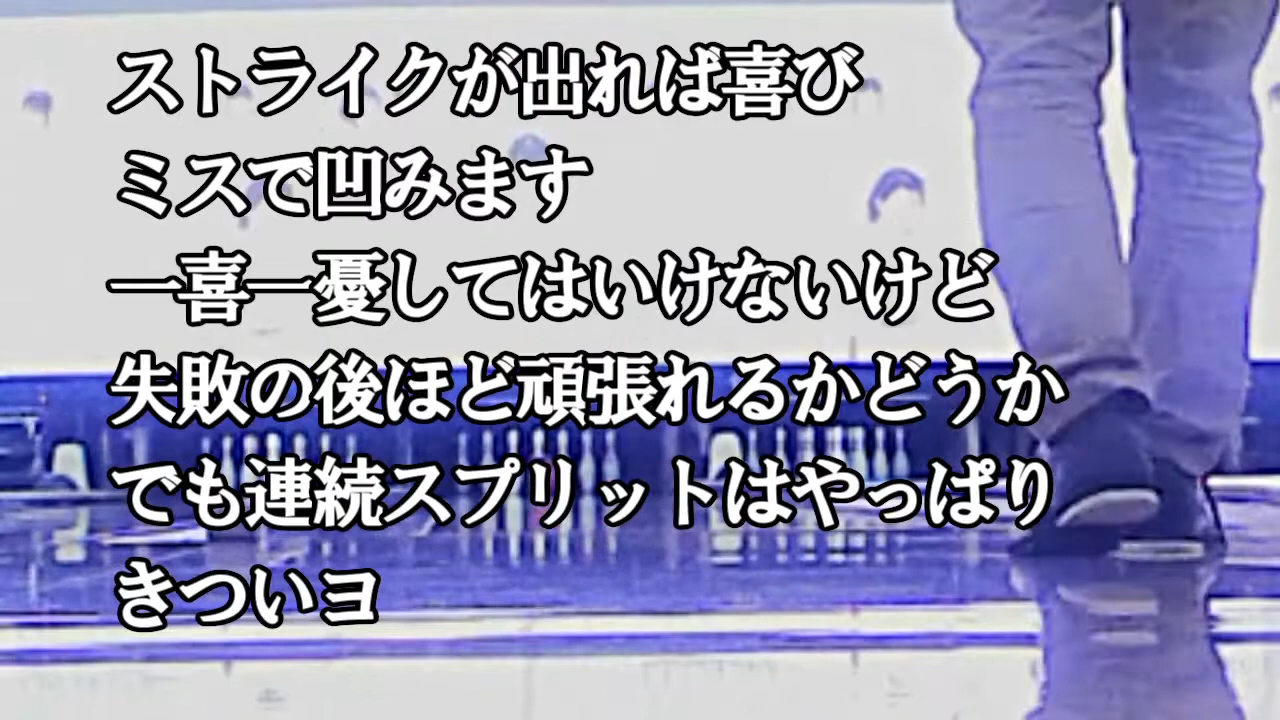 ストライクが出れば喜び
ミスで凹みます
一喜一憂してはいけないけど
失敗の後ほど頑張れるかどうか
でも連続スプリットはやっぱり
きついヨ